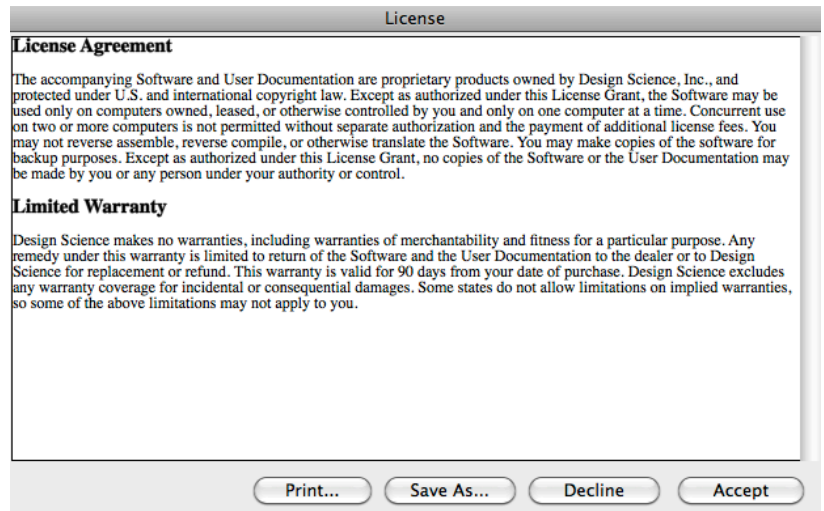 License
License Agreement
The accompanying Software and User Documentation are proprietary products owned by Design Science, Inc., and
protected under U.S. and international copyright law. Except as authorized under this License Grant, the Software may be
used only on computers owned, leased, or otherwise controlled by you and only on one computer at a time. Concurrent use
on two or more computers is not permitted without separate authorization and the payment of additional license fees. You
may not reverse assemble, reverse compile, or otherwise translate the Software. You may make copies of the software for
backup purposes. Except as authorized under this License Grant, no copies of the Software or the User Documentation may
be made by you or any person under your authority or control.
Limited Warranty
Design Science makes no warranties, including warranties of merchantability and fitness for a particular purpose. Any
remedy under this warranty is limited to return of the Software and the User Documentation to the dealer or to Design
Science for replacement or refund. This warranty is valid for 90 days from your date of purchase. Design Science excludes
any warranty coverage for incidental or consequential damages. Some states do not allow limitations on implied warranties,
so some of the above limitations may not apply to you.
Print... Save As... Decline Accept